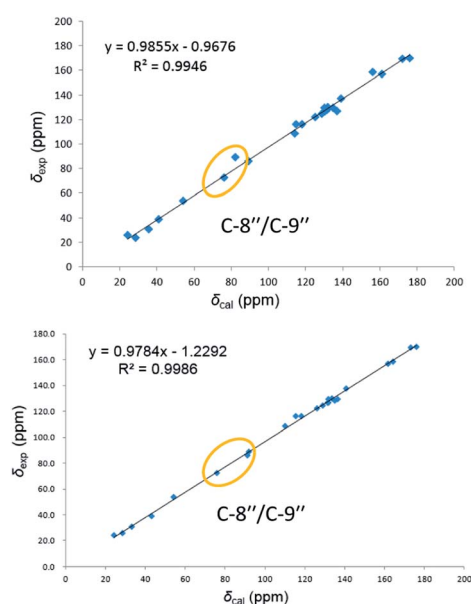 y = 0.9855x - 0.9676
R² = 0.9946
200
180
160
140
120
100
80
60
40
20
0
δexp (ppm)
C-8′′/C-9′′
0 20 40 60 80 100 120 140 160 180 200
δcal (ppm)
y = 0.9784x - 1.2292
R² = 0.9986
180.0
160.0
140.0
120.0
100.0
80.0
60.0
40.0
20.0
0.0
δexp (ppm)
C-8′′/C-9′′
0 20 40 60 80 100 120 140 160 180 200
δcal (ppm)